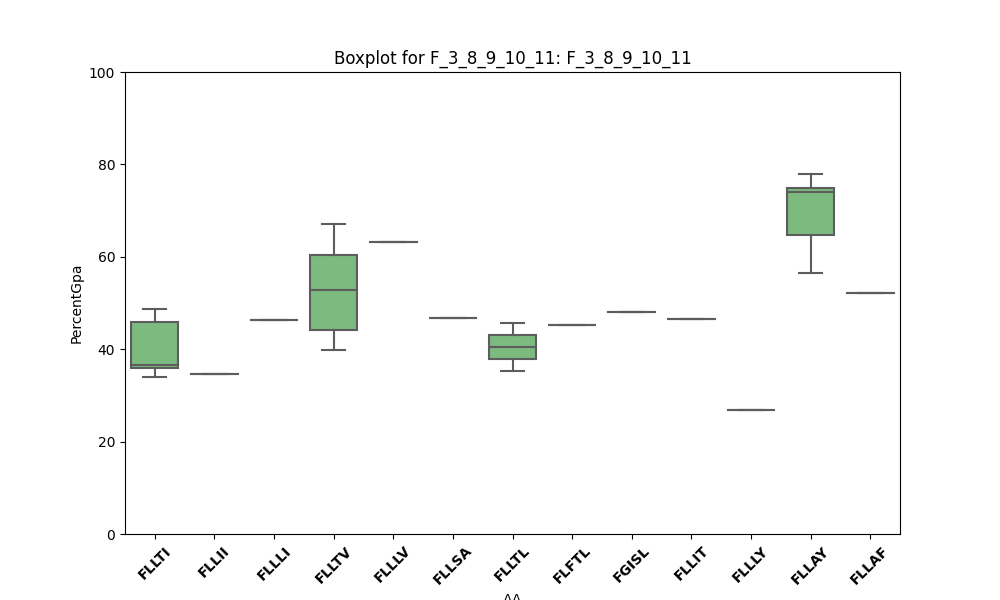 Boxplot for F_3_8_9_10_11: F_3_8_9_10_11
100
80
60
40
20
0
PercentGpa
FLLTI
FLLII
FLLLI
FLLTV
FLLLV
FLLSA
FLLTL
FLFTL
FGISL
FLLIT
FLLLY
FLLAY
FLLAF
AA